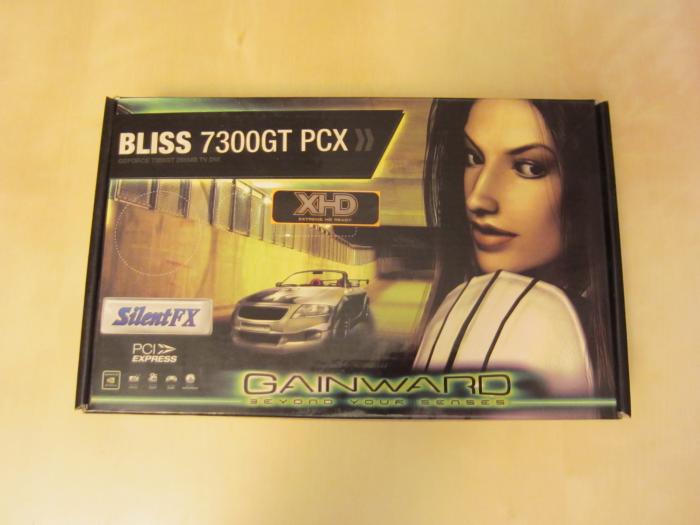 BLISS 7300GT PCX
GEFORCE 7300GT 256MB TV DVI
XHD
EXTREME HD READY
SilentFX
PCI
EXPRESS
GAINWARD
BEYOND YOUR SENSES